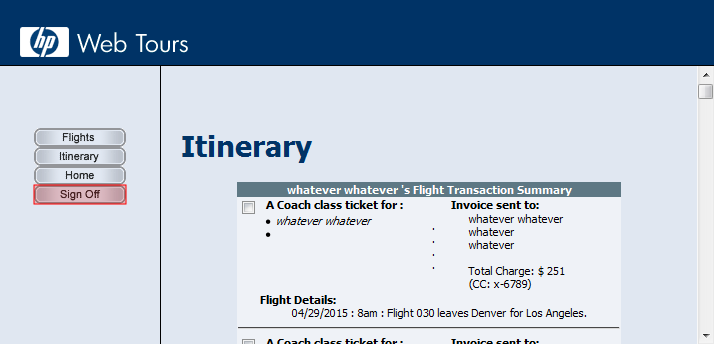 hp Web Tours
Flights
Itinerary
Home
Sign Off
Itinerary
whatever whatever 's Flight Transaction Summary
A Coach class ticket for :
• whatever whatever
•
Invoice sent to:
whatever whatever
whatever
whatever
Total Charge: $ 251
(CC: x-6789)
Flight Details:
04/29/2015 : 8am : Flight 030 leaves Denver for Los Angeles.
A Coach class ticket for :
Invoice sent to: